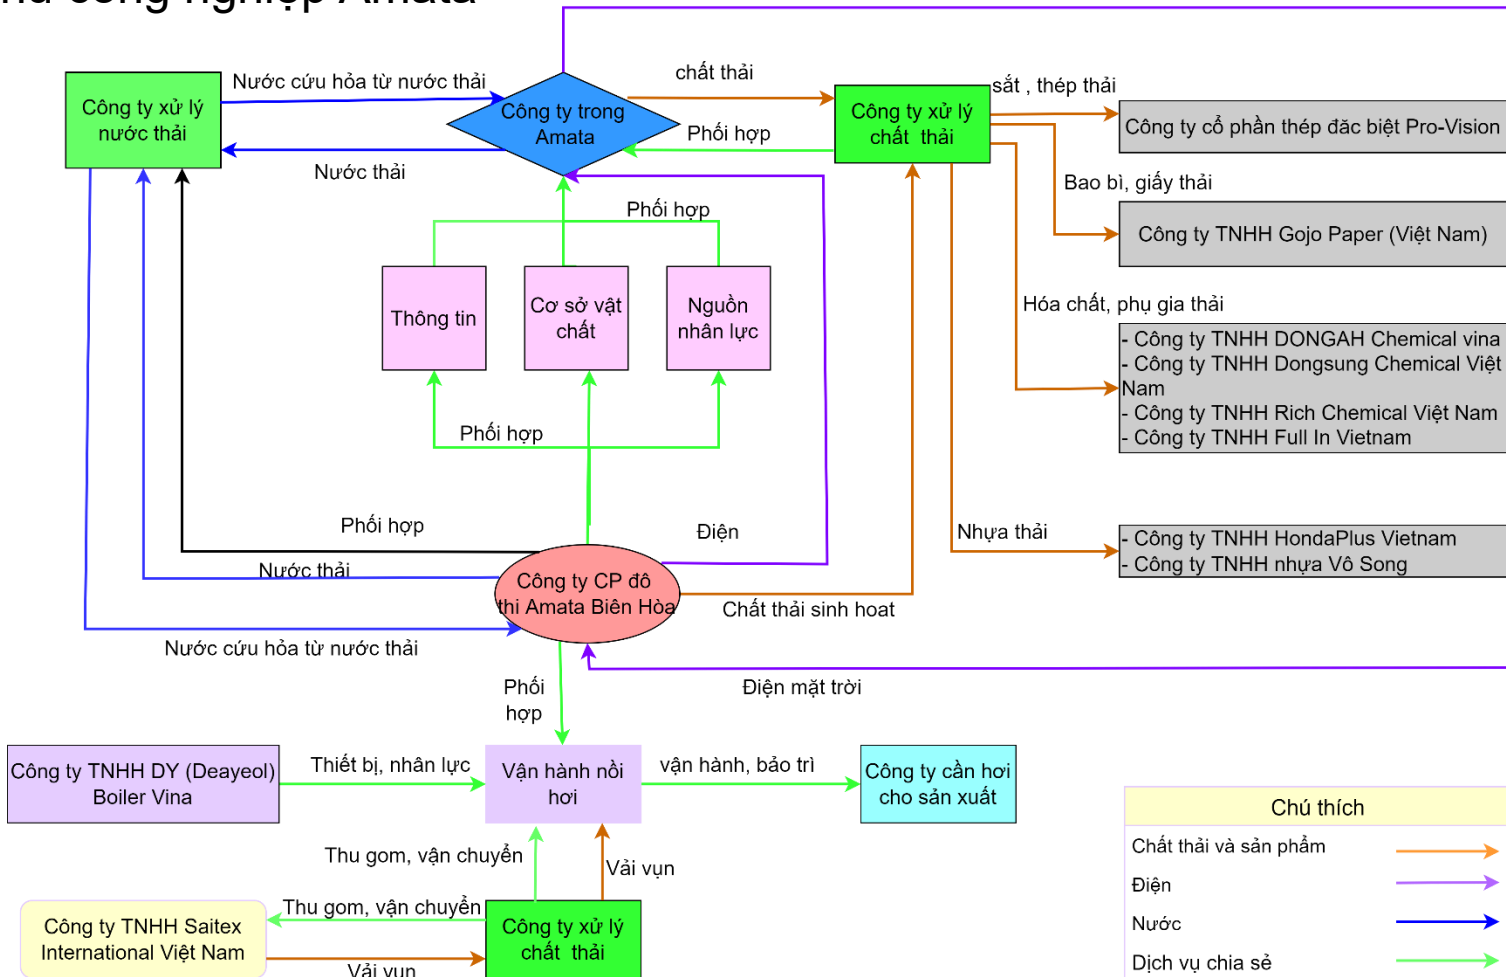 công nghiệp Amata
Nước cứu hỏa từ nước thải
chất thải
sắt , thép thải
Công ty xử lý
nước thải
Công ty trong
Amata
Công ty xử lý
chất thải
Công ty cổ phần thép đăc biệt Pro-Vision
Nước thải
Phối hợp
Bao bì, giấy thải
Phối hợp
Công ty TNHH Gojo Paper (Việt Nam)
Thông tin
Cơ sở vật
chất
Nguồn
nhân lực
Hóa chất, phụ gia thải
- Công ty TNHH DONGAH Chemical vina
- Công ty TNHH Dongsung Chemical Việt
Nam
- Công ty TNHH Rich Chemical Việt Nam
- Công ty TNHH Full In Vietnam
Phối hợp
Phối hợp
Điện
Nhựa thải
- Công ty TNHH HondaPlus Vietnam
- Công ty TNHH nhựa Vô Song
Nước thải
Công ty CP đô
thi Amata Biên Hòa
Chất thải sinh hoat
Nước cứu hỏa từ nước thải
Phối
hợp
Điện mặt trời
Công ty TNHH DY (Deayeol)
Boiler Vina
Thiết bị, nhân lực
Vận hành nồi
hơi
vận hành, bảo trì
Công ty cần hơi
cho sản xuất
Thu gom, vận chuyển
Vải vụn
Thu gom, vận chuyển
Công ty TNHH Saitex
International Việt Nam
Công ty xử lý
chất thải
Vải vụn
Chú thích
Chất thải và sản phẩm
Điện
Nước
Dịch vụ chia sẻ